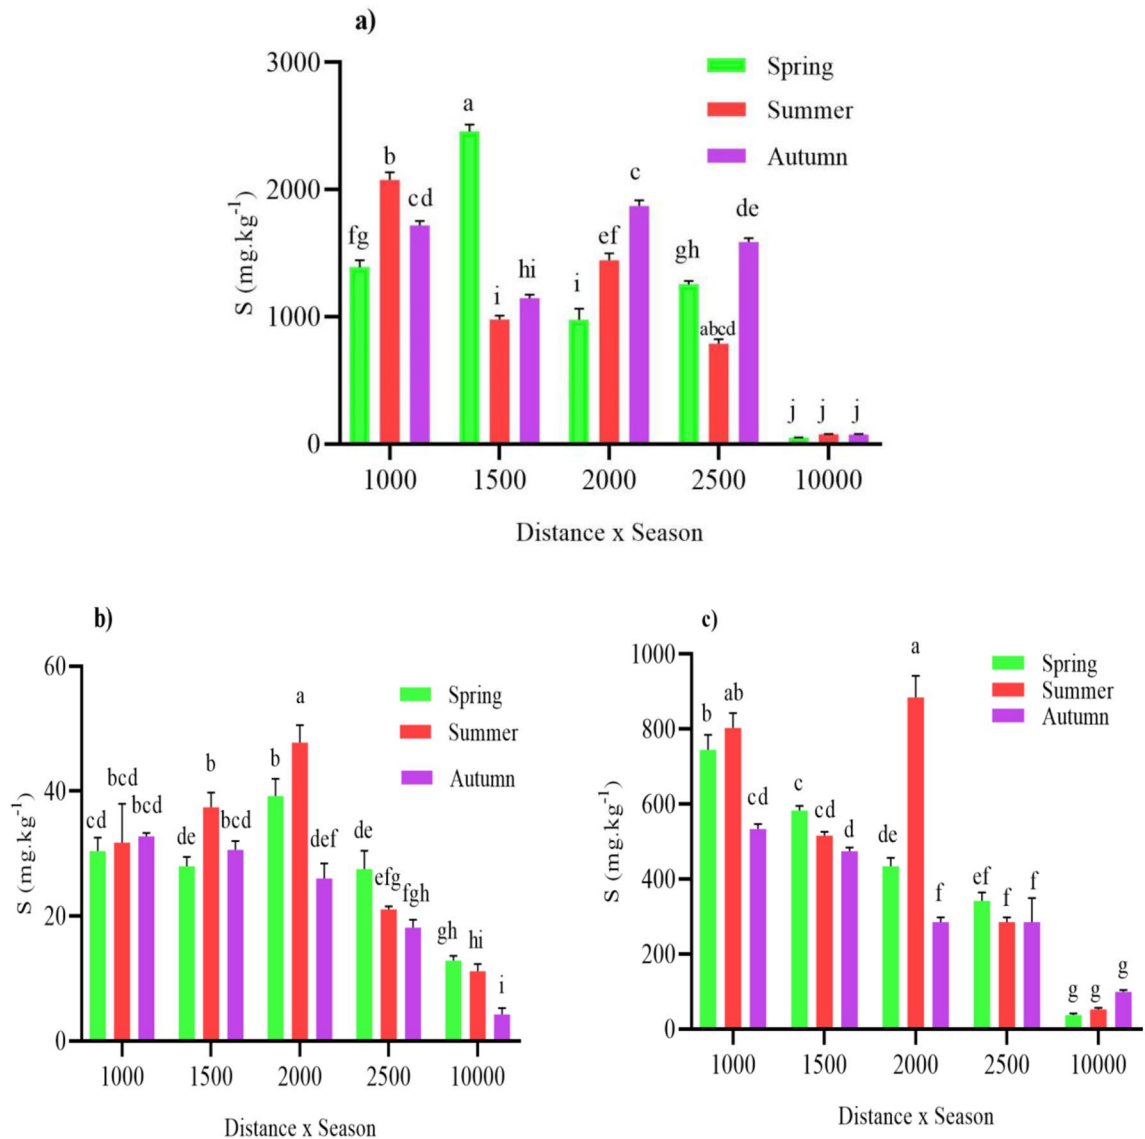 a)
3000
2000
1000
0
S (mg.kg-1)
Spring
Summer
Autumn
fg
b
cd
a
i
hi
i
ef
c
gh
abcd
de
j
j
j
1000
1500
2000
2500
10000
Distance x Season
b)
60
40
20
0
S (mg.kg-1)
Spring
Summer
Autumn
cd
bcd
bcd
de
b
bcd
b
a
def
de
efg
fgh
gh
hi
i
1000
1500
2000
2500
10000
Distance x Season
c)
1000
800
600
400
200
0
S (mg.kg-1)
Spring
Summer
Autumn
b
ab
cd
c
cd
d
de
a
f
ef
f
f
g
g
g
1000
1500
2000
2500
10000
Distance x Season